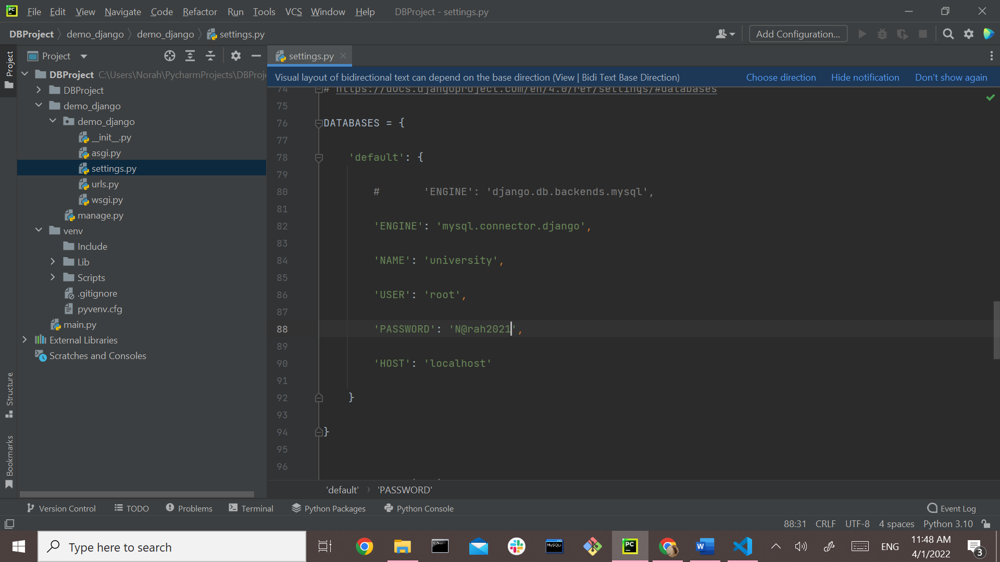 File Edit View Navigate Code Refactor Run Tools VCS Window Help DBProject - settings.py
DBProject demo_django demo_django settings.py
Add Configuration...
Project
Project
settings.py
DBProject C:\Users\Norah\PycharmProjects\DBProje
DBProject
demo_django
demo_django
__init__.py
asgi.py
settings.py
urls.py
wsgi.py
manage.py
venv
Include
Lib
Scripts
.gitignore
pyvenv.cfg
main.py
External Libraries
Scratches and Consoles
Structure
Bookmarks
Visual layout of bidirectional text can depend on the base direction (View | Bidi Text Base Direction) Choose direction Hide notification Don't show again
74 # https://docs.djangoproject.com/en/4.0/ref/settings/#databases
75
76 DATABASES = {
77
78 'default': {
79
80 # 'ENGINE': 'django.db.backends.mysql',
81
82 'ENGINE': 'mysql.connector.django',
83
84 'NAME': 'university',
85
86 'USER': 'root',
87
88 'PASSWORD': 'N@rah2021',
89
90 'HOST': 'localhost'
91
92 }
93
94 }
95
96
'default' › 'PASSWORD'
Version Control TODO Problems Terminal Python Packages Python Console Event Log
88:31 CRLF UTF-8 4 spaces Python 3.10
Type here to search
ENG
11:48 AM
4/1/2022
3